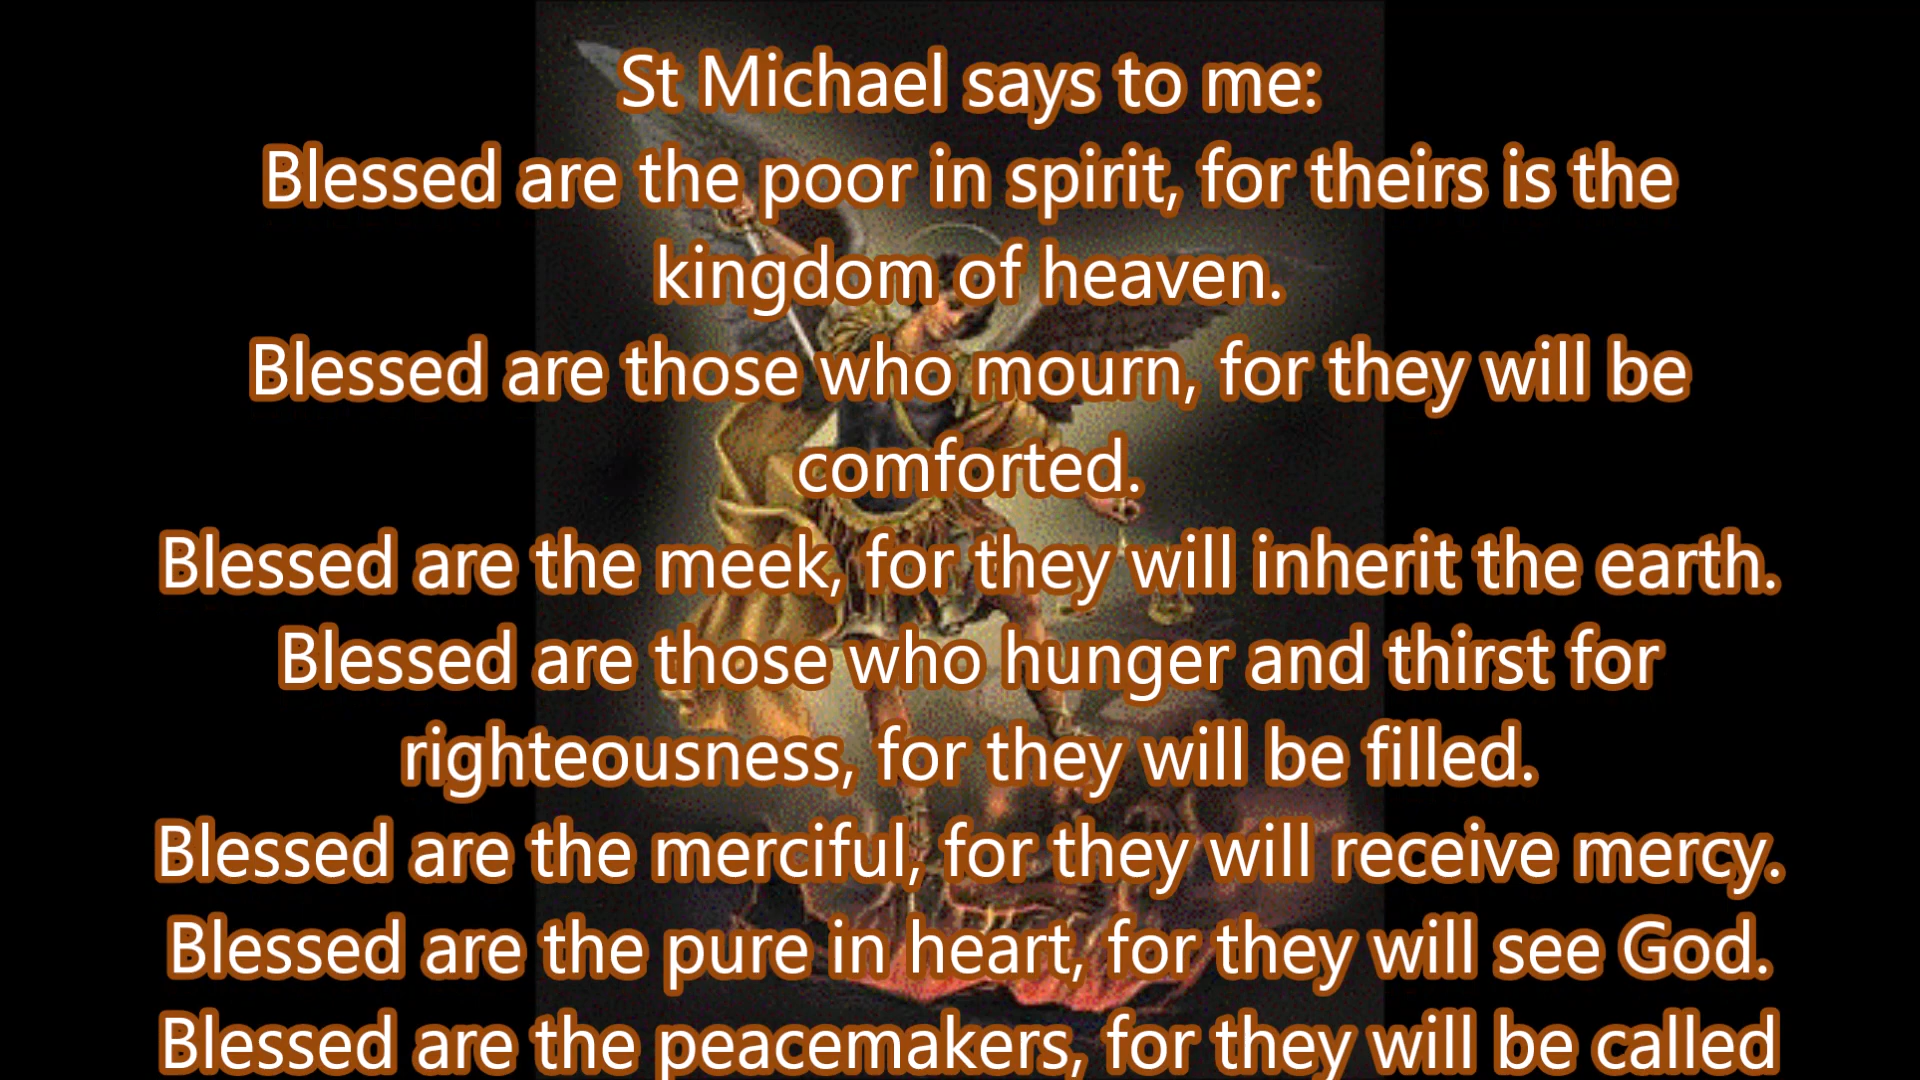 St Michael says to me:
Blessed are the poor in spirit, for theirs is the
kingdom of heaven.
Blessed are those who mourn, for they will be
comforted.
Blessed are the meek, for they will inherit the earth.
Blessed are those who hunger and thirst for
righteousness, for they will be filled.
Blessed are the merciful, for they will receive mercy.
Blessed are the pure in heart, for they will see God.
Blessed are the peacemakers, for they will be called